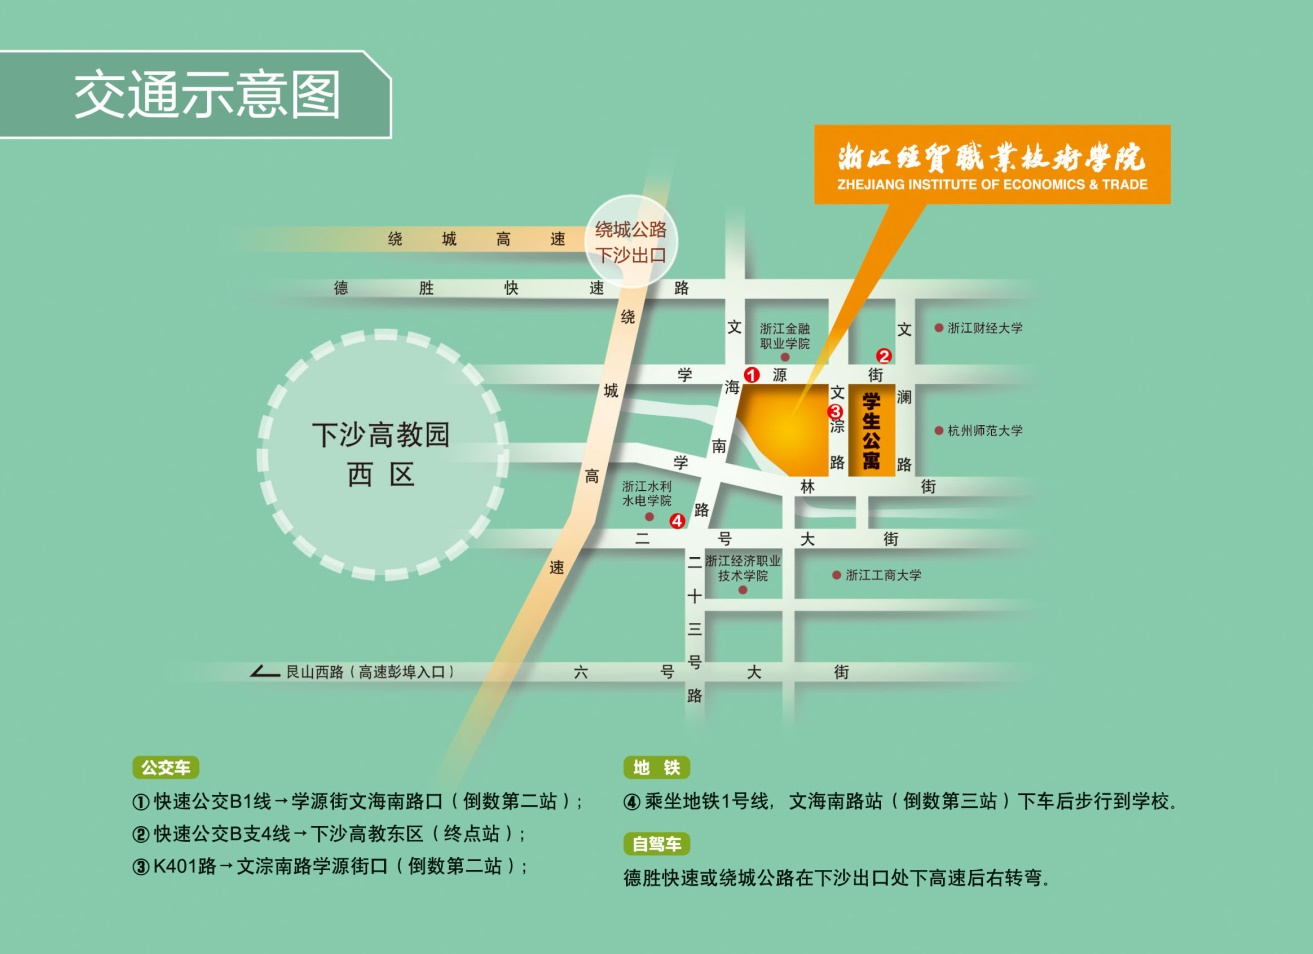 交通示意图
浙江经贸職業技術學院
ZHEJIANG INSTITUTE OF ECONOMICS & TRADE
绕城公路
下沙出口
绕城高速
德胜快速路
绕城高速
文海南路
浙江金融
职业学院
文澜路
浙江财经大学
学源街
①
②
③
文淙路
学生公寓
杭州师范大学
下沙高教园
西区
学林街
浙江水利
水电学院
④
二号大街
二十三号路
浙江经济职业
技术学院
浙江工商大学
艮山西路（高速彭埠入口）
六号大街
公交车
①快速公交B1线→学源街文海南路口（倒数第二站）；
②快速公交B支4线→下沙高教东区（终点站）；
③K401路→文淙南路学源街口（倒数第二站）；
地铁
④乘坐地铁1号线，文海南路站（倒数第三站）下车后步行到学校。
自驾车
德胜快速或绕城公路在下沙出口处下高速后右转弯。